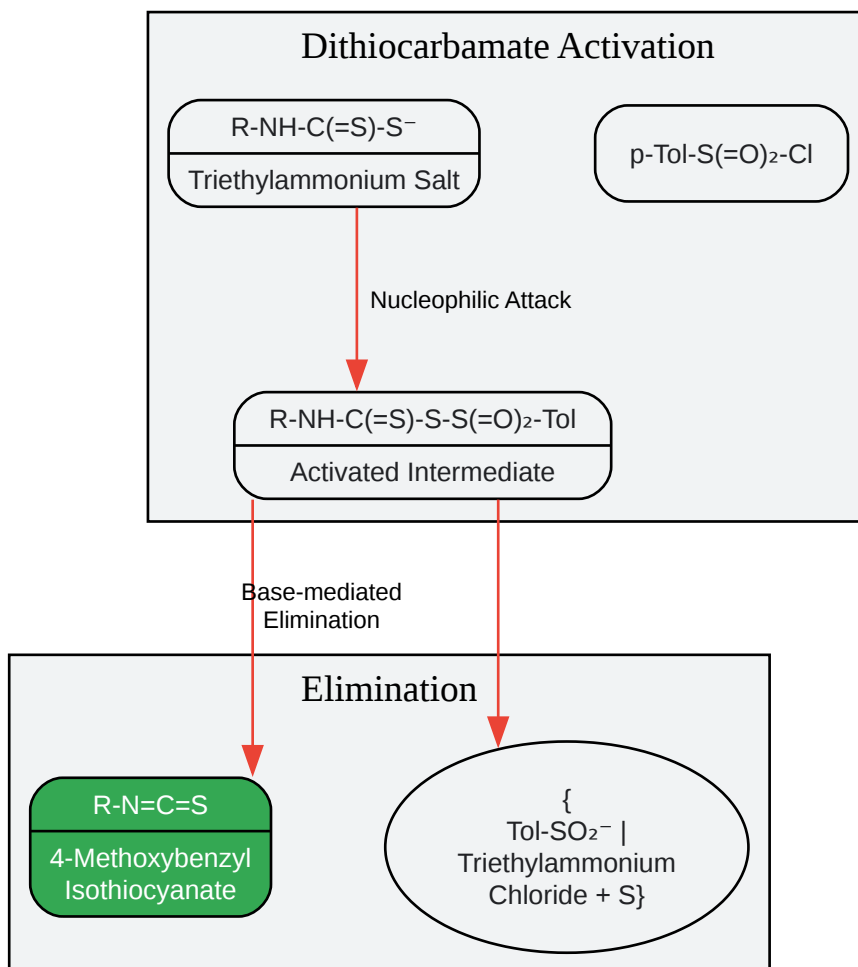 Dithiocarbamate Activation
R-NH-C(=S)-S⁻
Triethylammonium Salt
p-Tol-S(=O)₂-Cl
Nucleophilic Attack
R-NH-C(=S)-S-S(=O)₂-Tol
Activated Intermediate
Base-mediated
Elimination
Elimination
R-N=C=S
4-Methoxybenzyl
Isothiocyanate
{
Tol-SO₂⁻ |
Triethylammonium
Chloride + S}